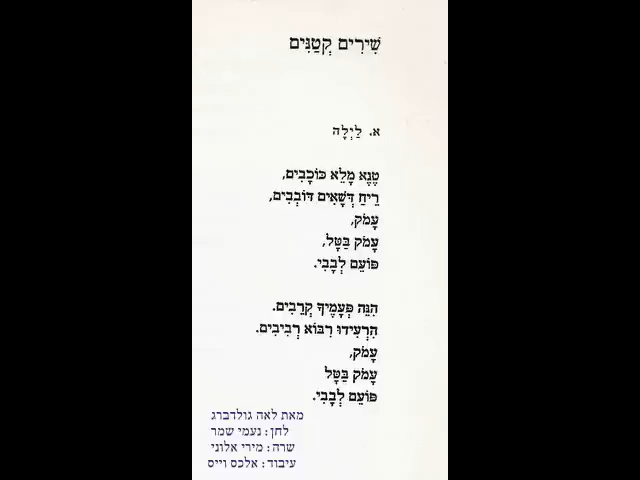 שִׁירִים קְטַנִּים
א. לַיְלָה
טֶנֶא מָלֵא כּוֹכָבִים,
רֵיחַ דְּשָׁאִים דּוֹבְבִים,
עָמֹק,
עָמֹק בַּטַּל,
פּוֹעֵם לְבָבִי.
הִנֵּה פְּעָמֶיךָ קְרֵבִים.
הִרְעִידוּ רִבּוֹא רְבִיבִים.
עָמֹק,
עָמֹק בַּטַּל
פּוֹעֵם לְבָבִי.
מאת לאה גולדברג
לחן : נעמי שמר
שרה : מירי אלוני
עיבוד : אלכס וייס